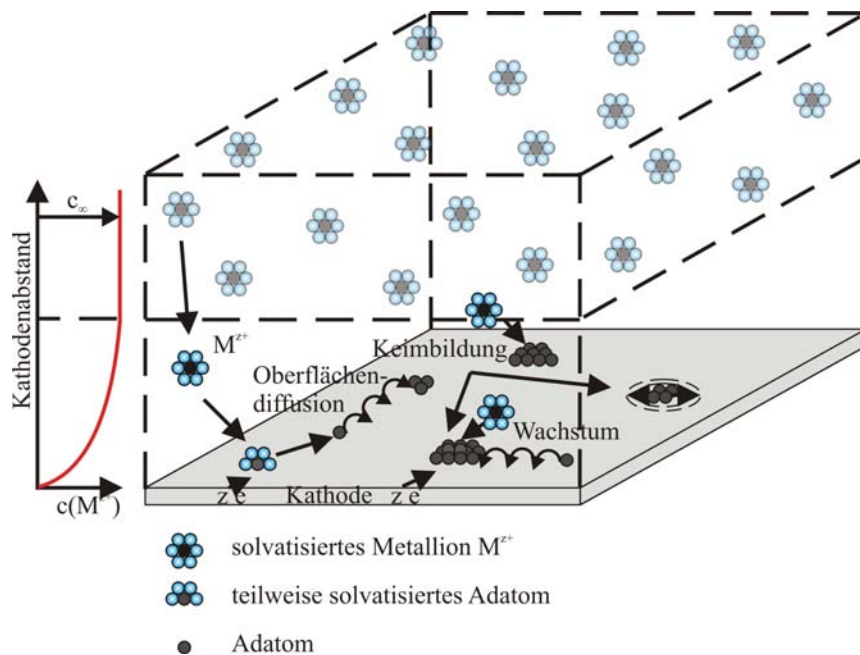 c∞
Kathodenabstand
M^z+
Keimbildung
Oberflächen-
diffusion
Wachstum
z e
Kathode
z e
c(M
solvatisiertes Metallion M^z+
teilweise solvatisiertes Adatom
Adatom